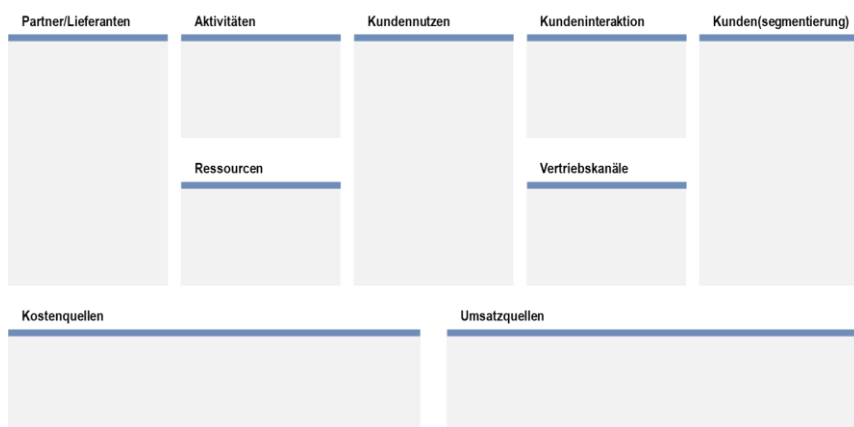 Partner/Lieferanten
Aktivitäten
Kundennutzen
Kundeninteraktion
Kunden(segmentierung)
Ressourcen
Vertriebskanäle
Kostenquellen
Umsatzquellen